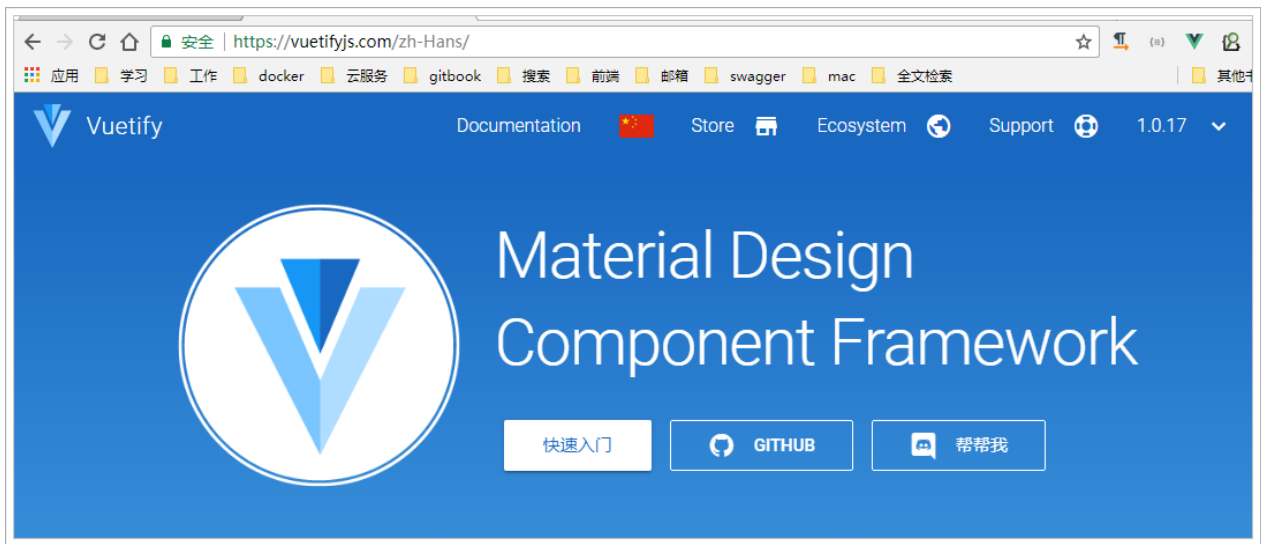 安全 | https://vuetifyjs.com/zh-Hans/
应用 学习 工作 docker 云服务 gitbook 搜索 前端 邮箱 swagger mac 全文检索 其他
Vuetify Documentation Store Ecosystem Support 1.0.17
Material Design
Component Framework
快速入门 GITHUB 帮帮我